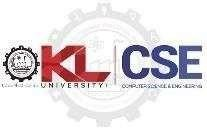 KL CSE
UNIVERSITY COMPUTER SCIENCE & ENGINEERING